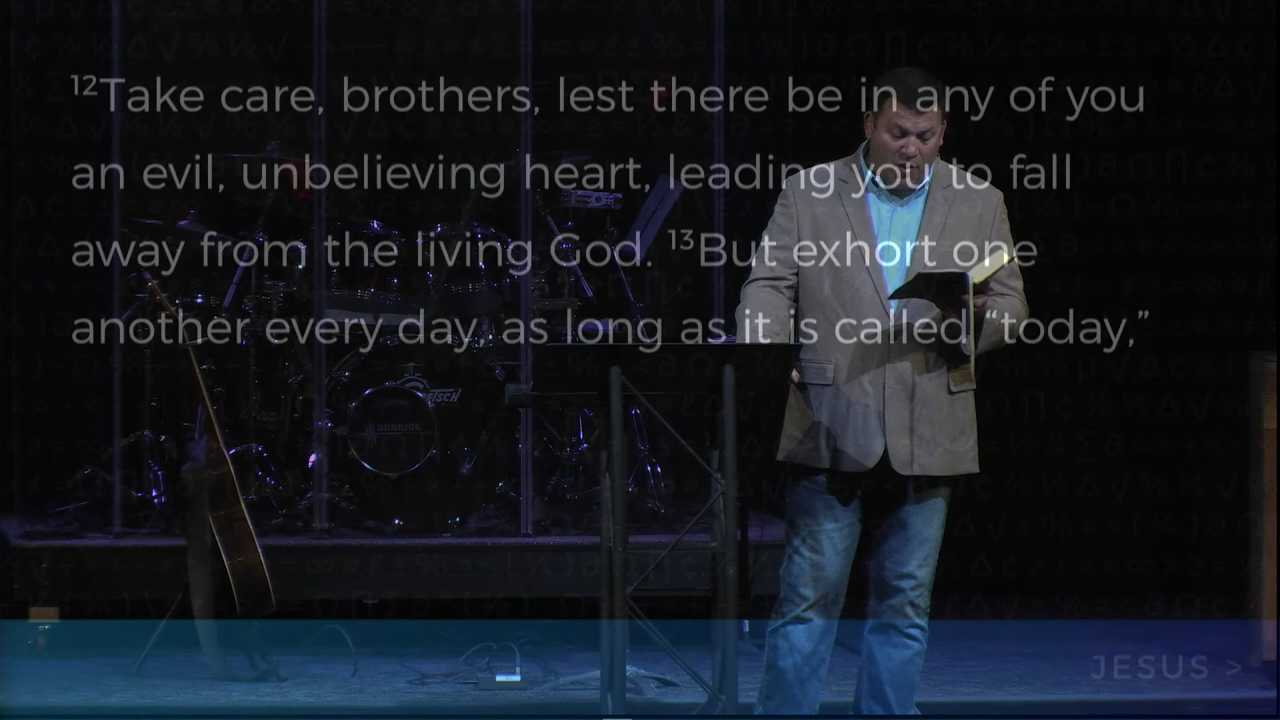 ¹²Take care, brothers, lest there be in any of you
an evil, unbelieving heart, leading you to fall
away from the living God. ¹³But exhort one
another every day, as long as it is called “today,”
JESUS >